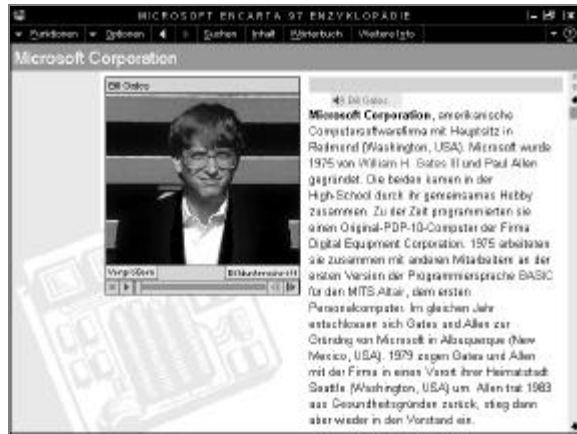 MICROSOFT ENCARTA 97 ENZYKLOPÄDIE
Funktionen Optionen Suchen Inhalt Wörterbuch Weitere Info
Microsoft Corporation
Bill Gates
Vergrößern Bildunterschrift
Bill Gates
Microsoft Corporation, amerikanische
Computersoftwarefirma mit Hauptsitz in
Redmond (Washington, USA). Microsoft wurde
1975 von William H. Gates III und Paul Allen
gegründet. Die beiden kamen in der
High-School durch ihr gemeinsames Hobby
zusammen. Zu der Zeit programmierten sie
einen Original-PDP-10-Computer der Firma
Digital Equipment Corporation. 1975 arbeiteten
sie zusammen mit anderen Mitarbeitern an der
ersten Version der Programmiersprache BASIC
für den MITS Altair, dem ersten
Personalcomputer. Im gleichen Jahr
entschlossen sich Gates und Allen zur
Gründng von Microsoft in Albuquerque (New
Mexico, USA). 1979 zogen Gates und Allen
mit der Firma in einen Vorort ihrer Heimatstadt
Seattle (Washington, USA) um. Allen trat 1983
aus Gesundheitsgründen zurück, stieg dann
aber wieder in den Vorstand ein.